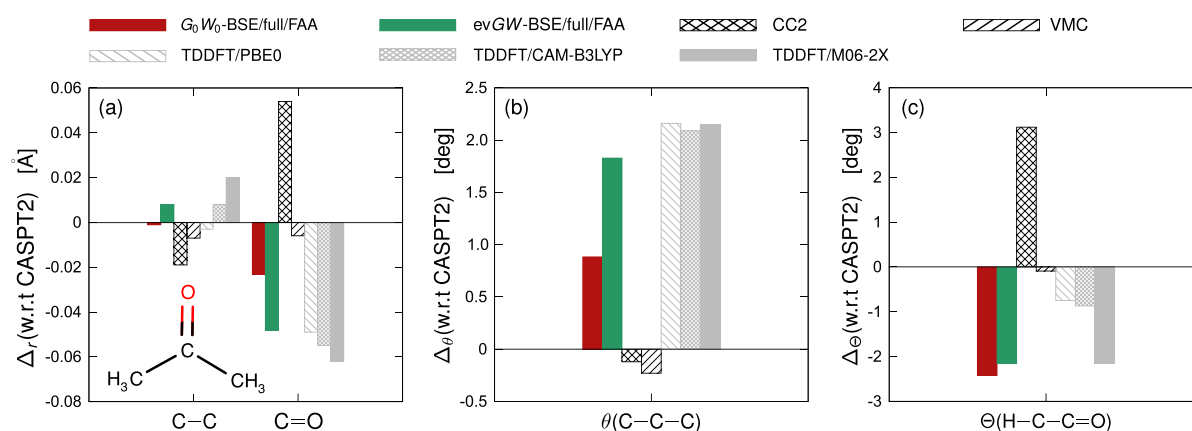 G₀W₀-BSE/full/FAA evGW-BSE/full/FAA CC2 VMC
TDDFT/PBE0 TDDFT/CAM-B3LYP TDDFT/M06-2X
(a)
Δr(w.r.t CASPT2) [Å]
0.06
0.04
0.02
0
-0.02
-0.04
-0.06
-0.08
O
C
H₃C CH₃
C−C C=O
(b)
Δθ(w.r.t CASPT2) [deg]
2.5
2.0
1.5
1.0
0.5
0
-0.5
θ(C−C−C)
(c)
ΔΘ(w.r.t CASPT2) [deg]
4
3
2
1
0
-1
-2
-3
Θ(H−C−C=O)